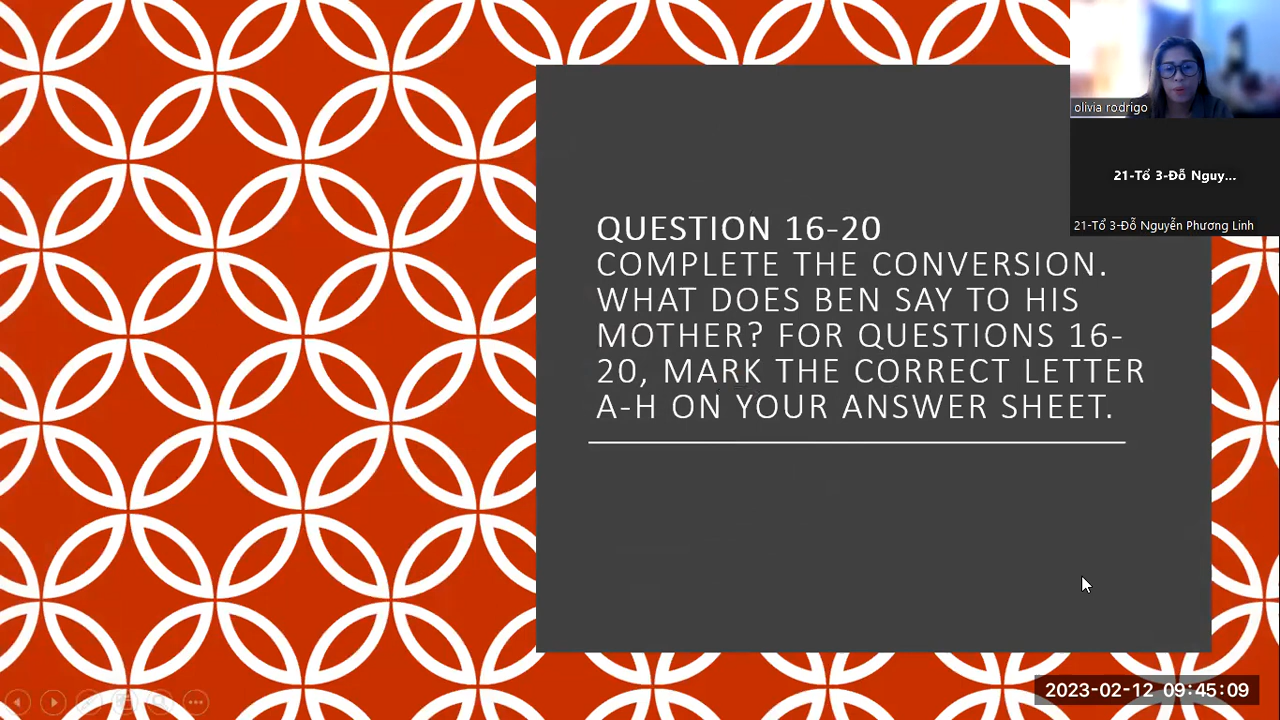 olivia rodrigo
21-Tổ 3-Đỗ Nguy...
21-Tổ 3-Đỗ Nguyễn Phương Linh
QUESTION 16-20
COMPLETE THE CONVERSION.
WHAT DOES BEN SAY TO HIS
MOTHER? FOR QUESTIONS 16-
20, MARK THE CORRECT LETTER
A-H ON YOUR ANSWER SHEET.
2023-02-12 09:45:09